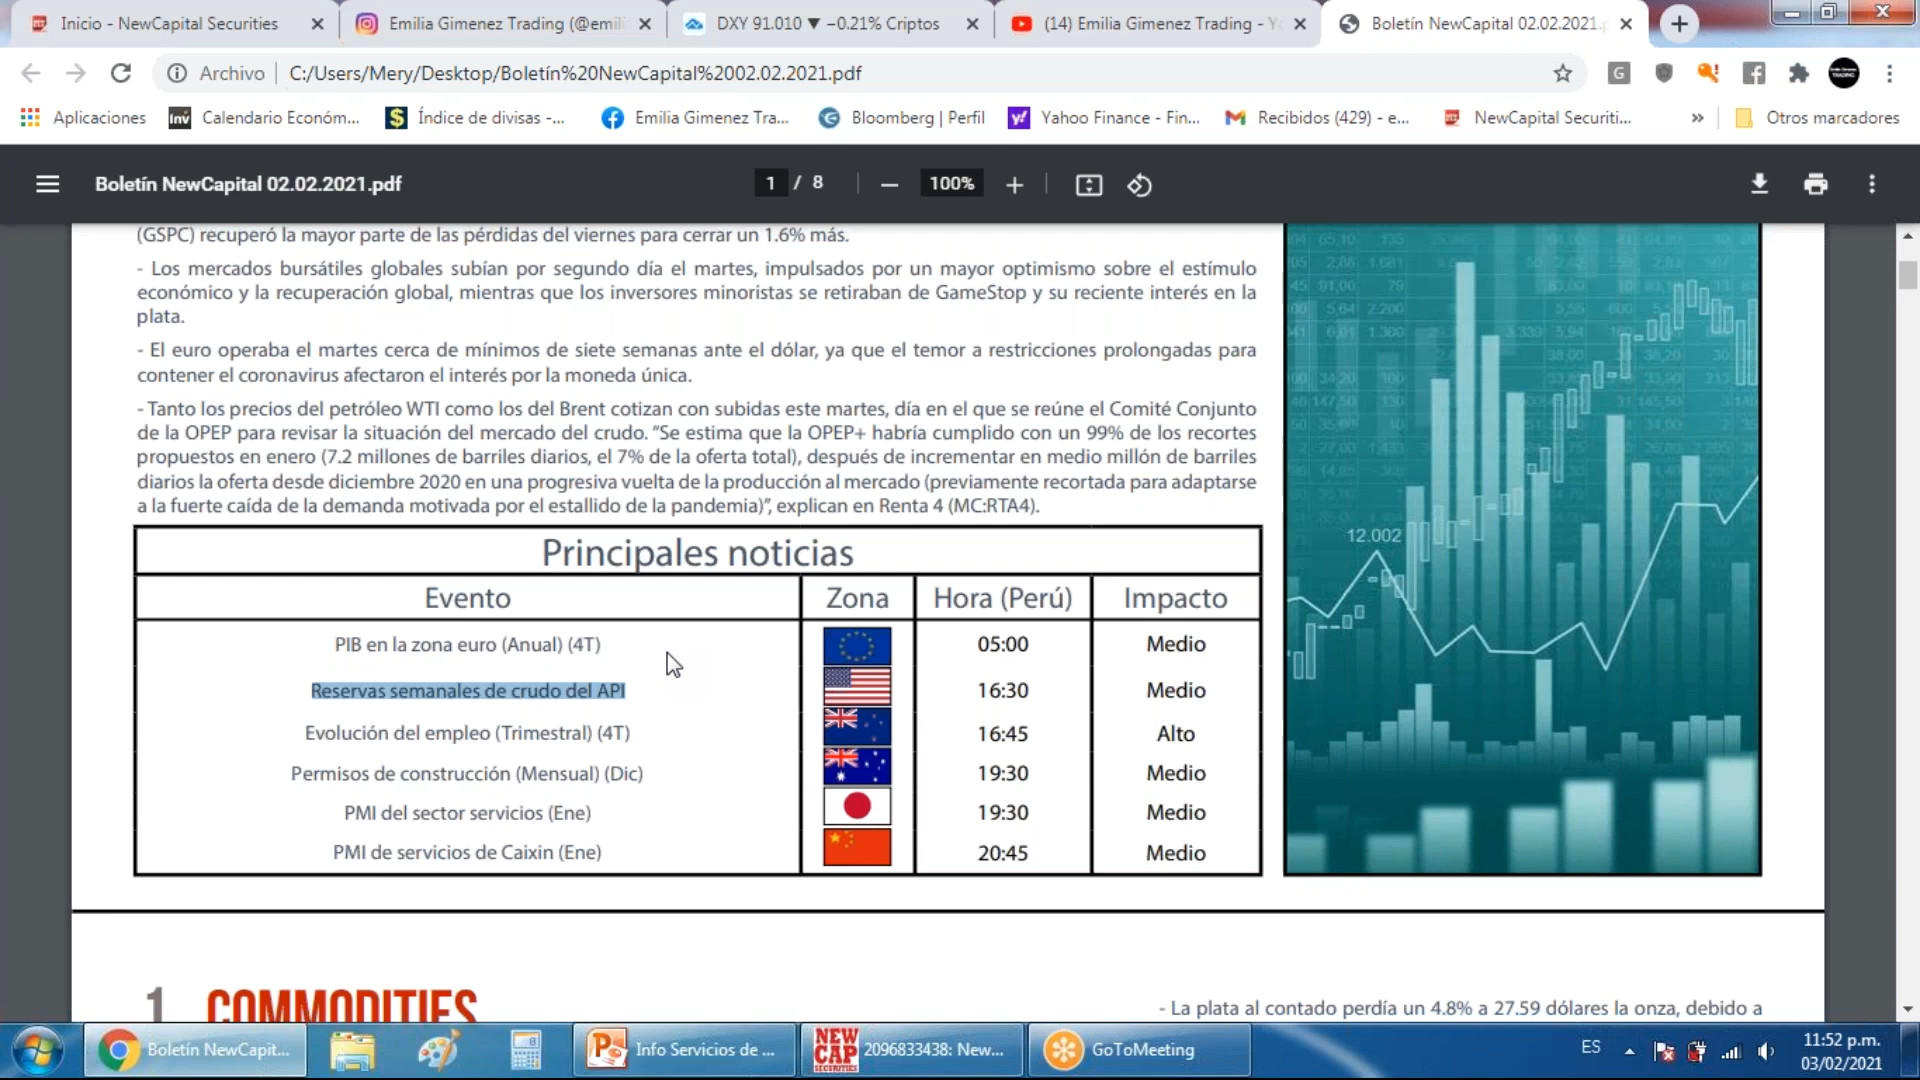 Inicio - NewCapital Securities
Emilia Gimenez Trading (@emili
DXY 91.010 ▼ −0.21% Criptos
(14) Emilia Gimenez Trading - Yo
Boletín NewCapital 02.02.2021.p
Archivo
C:/Users/Mery/Desktop/Boletín%20NewCapital%2002.02.2021.pdf
Aplicaciones
Inv Calendario Económ...
Índice de divisas -...
Emilia Gimenez Tra...
Bloomberg | Perfil
Yahoo Finance - Fin...
Recibidos (429) - e...
NewCapital Securiti...
»
Otros marcadores
Boletín NewCapital 02.02.2021.pdf
1 / 8
100%
(GSPC) recuperó la mayor parte de las pérdidas del viernes para cerrar un 1.6% más.
- Los mercados bursátiles globales subían por segundo día el martes, impulsados por un mayor optimismo sobre el estímulo
económico y la recuperación global, mientras que los inversores minoristas se retiraban de GameStop y su reciente interés en la
plata.
- El euro operaba el martes cerca de mínimos de siete semanas ante el dólar, ya que el temor a restricciones prolongadas para
contener el coronavirus afectaron el interés por la moneda única.
- Tanto los precios del petróleo WTI como los del Brent cotizan con subidas este martes, día en el que se reúne el Comité Conjunto
de la OPEP para revisar la situación del mercado del crudo. "Se estima que la OPEP+ habría cumplido con un 99% de los recortes
propuestos en enero (7.2 millones de barriles diarios, el 7% de la oferta total), después de incrementar en medio millón de barriles
diarios la oferta desde diciembre 2020 en una progresiva vuelta de la producción al mercado (previamente recortada para adaptarse
a la fuerte caída de la demanda motivada por el estallido de la pandemia)", explican en Renta 4 (MC:RTA4).
Principales noticias
Evento Zona Hora (Perú) Impacto
PIB en la zona euro (Anual) (4T) 05:00 Medio
Reservas semanales de crudo del API 16:30 Medio
Evolución del empleo (Trimestral) (4T) 16:45 Alto
Permisos de construcción (Mensual) (Dic) 19:30 Medio
PMI del sector servicios (Ene) 19:30 Medio
PMI de servicios de Caixin (Ene) 20:45 Medio
12.002
1 COMMODITIES
- La plata al contado perdía un 4.8% a 27.59 dólares la onza, debido a
Boletín NewCapit...
Info Servicios de ...
NEW CAP SECURITIES 2096833438: New...
GoToMeeting
ES
11:52 p.m.
03/02/2021